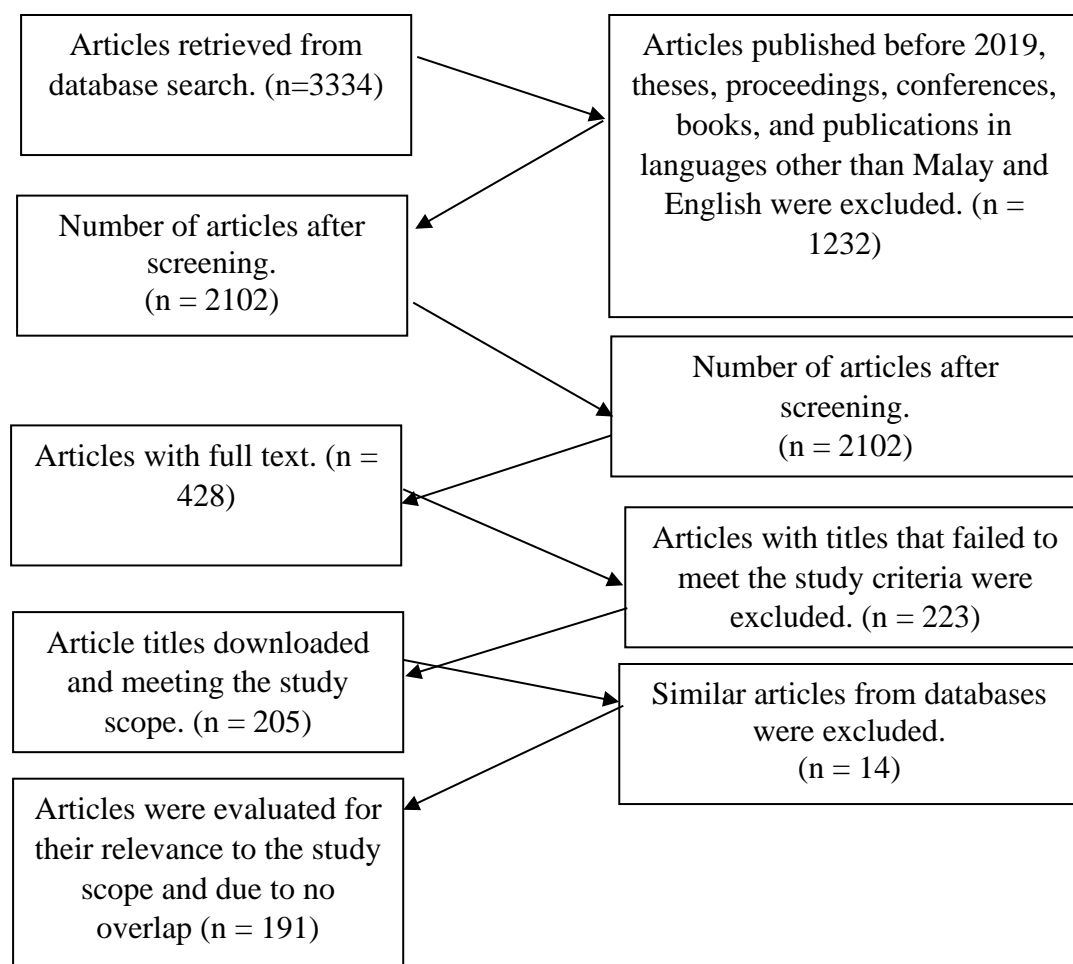 Articles retrieved from
database search. (n=3334)
Articles published before 2019,
theses, proceedings, conferences,
books, and publications in
languages other than Malay and
English were excluded. (n =
1232)
Number of articles after
screening.
(n = 2102)
Number of articles after
screening.
(n = 2102)
Articles with full text. (n =
428)
Articles with titles that failed to
meet the study criteria were
excluded. (n = 223)
Article titles downloaded
and meeting the study
scope. (n = 205)
Similar articles from databases
were excluded.
(n = 14)
Articles were evaluated for
their relevance to the study
scope and due to no
overlap (n = 191)